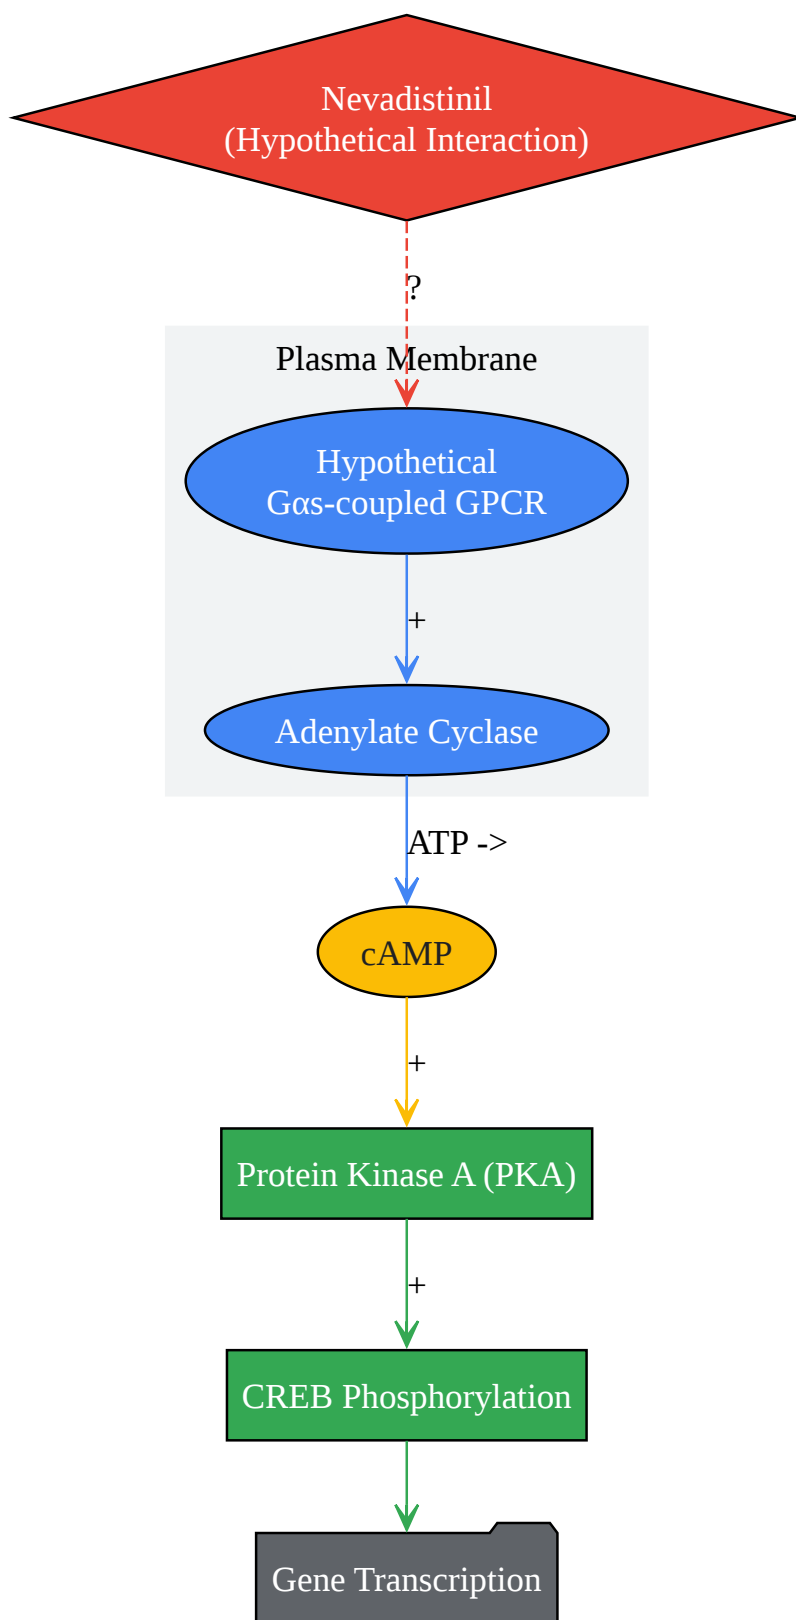 Nevadistinil
(Hypothetical Interaction)
?
Plasma Membrane
Hypothetical
Gαs-coupled GPCR
+
Adenylate Cyclase
ATP ->
cAMP
+
Protein Kinase A (PKA)
+
CREB Phosphorylation
Gene Transcription